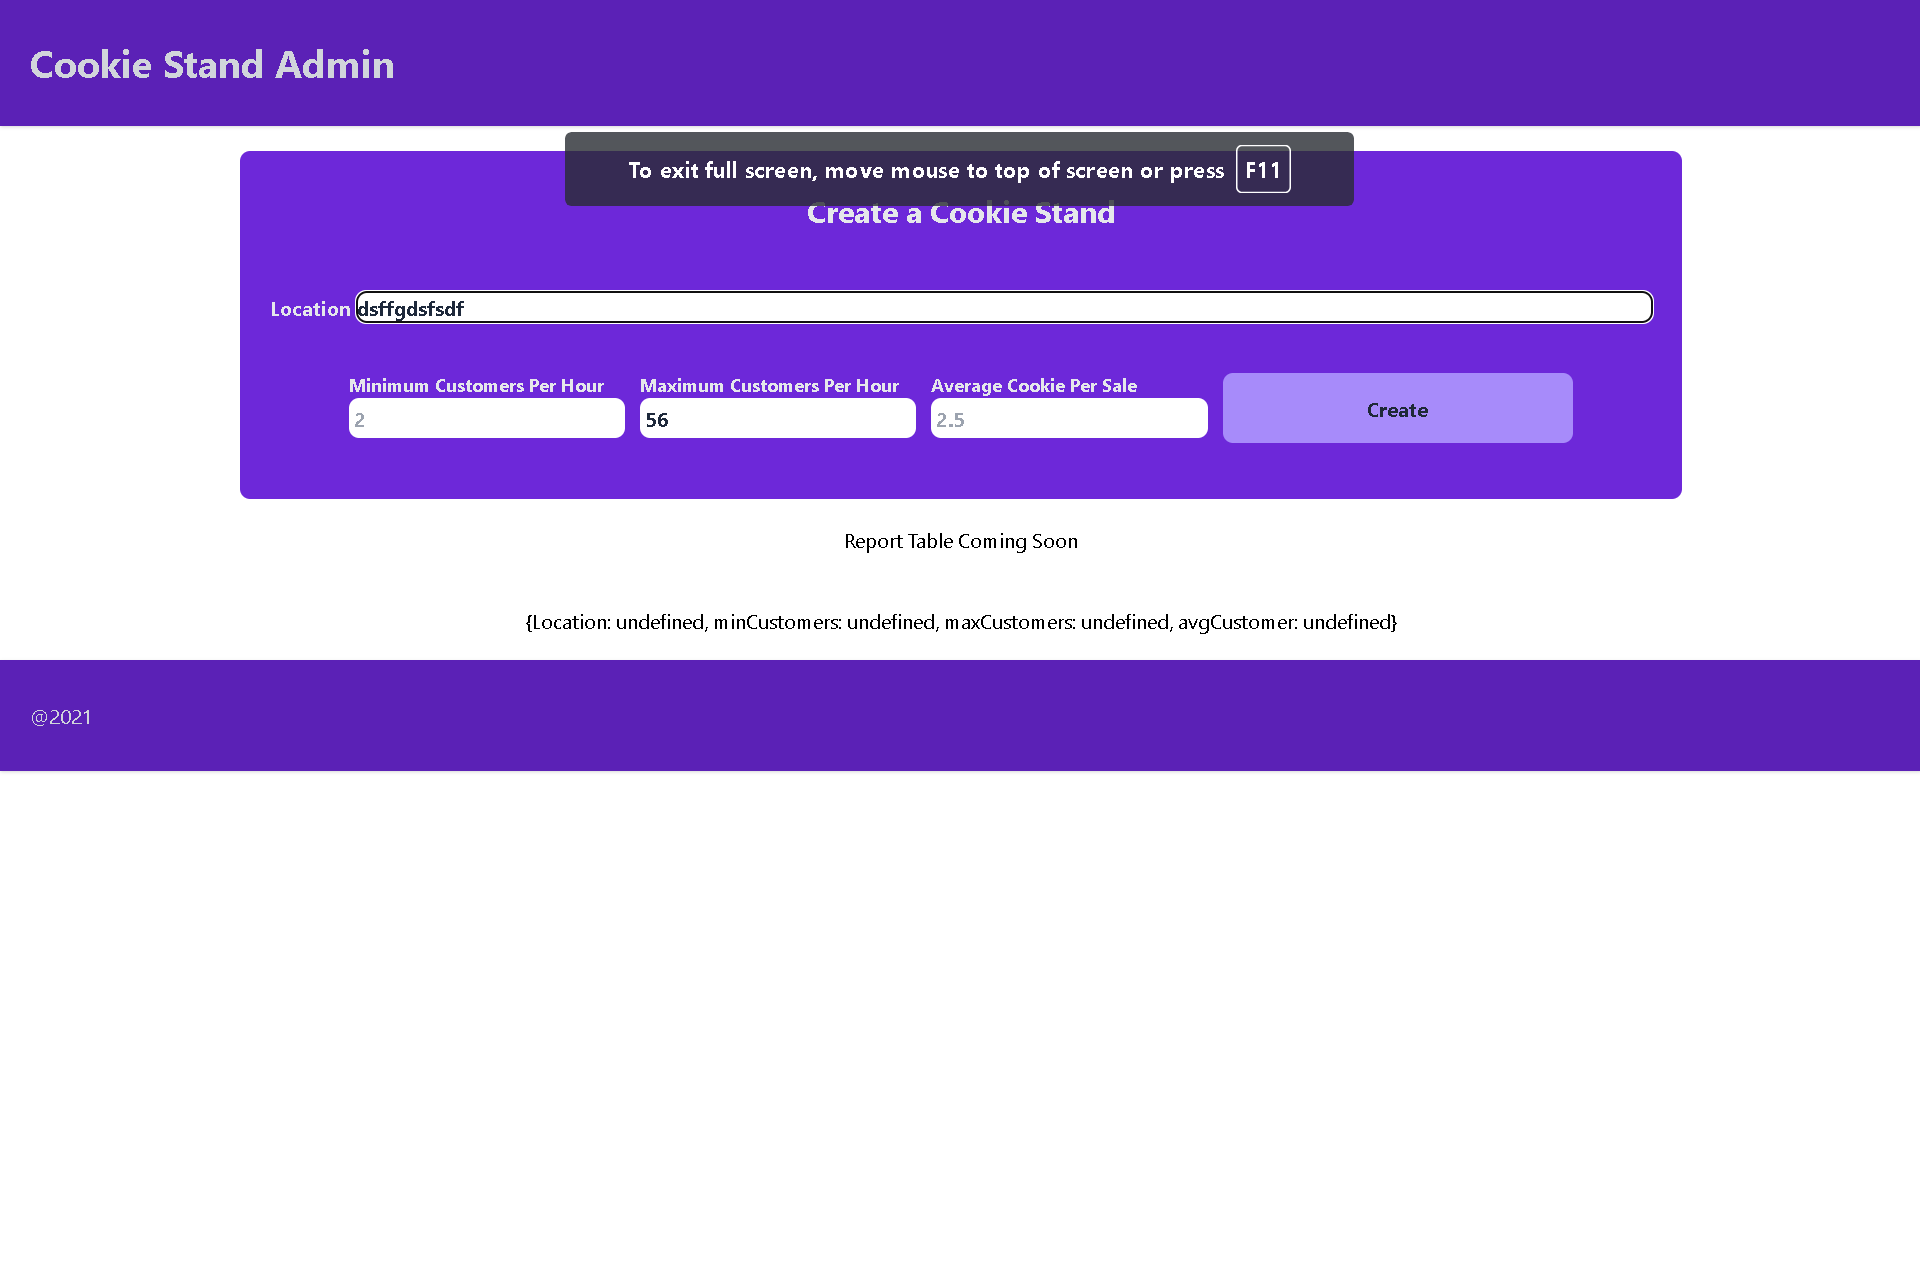 Cookie Stand Admin
To exit full screen, move mouse to top of screen or press F11
Create a Cookie Stand
Location dsffgdsfsdf
Minimum Customers Per Hour Maximum Customers Per Hour Average Cookie Per Sale
2 56 2.5 Create
Report Table Coming Soon
{Location: undefined, minCustomers: undefined, maxCustomers: undefined, avgCustomer: undefined}
@2021